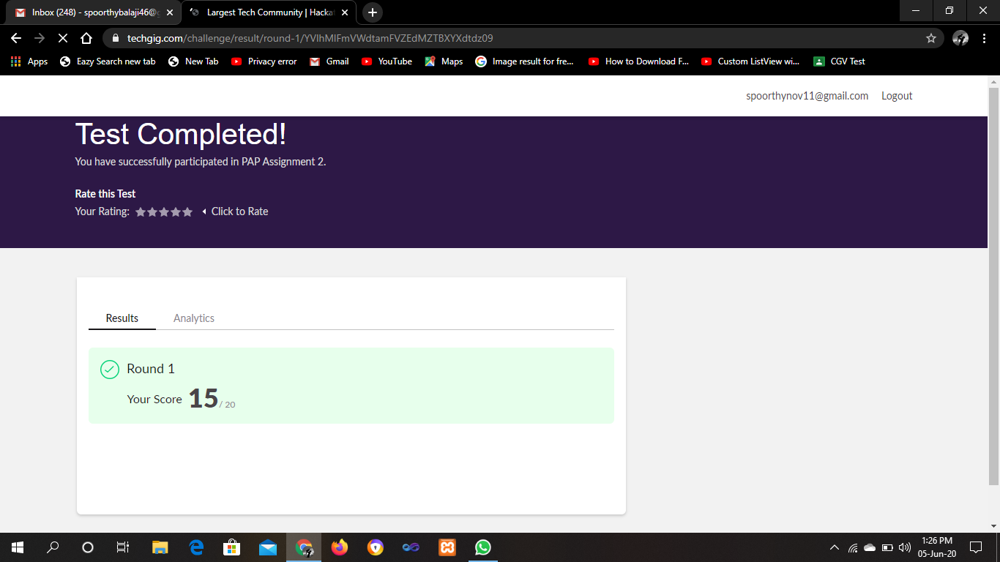 Inbox (248) - spoorthybalaji46@g
Largest Tech Community | Hacka
techgig.com/challenge/result/round-1/YVlhMlFmVWdtamFVZEdMZTBXYXdtdz09
Apps Eazy Search new tab New Tab Privacy error Gmail YouTube Maps Image result for fre... How to Download F... Custom ListView wi... CGV Test
spoorthynov11@gmail.com Logout
Test Completed!
You have successfully participated in PAP Assignment 2.
Rate this Test
Your Rating: Click to Rate
Results Analytics
Round 1
Your Score 15 / 20
1:26 PM
05-Jun-20